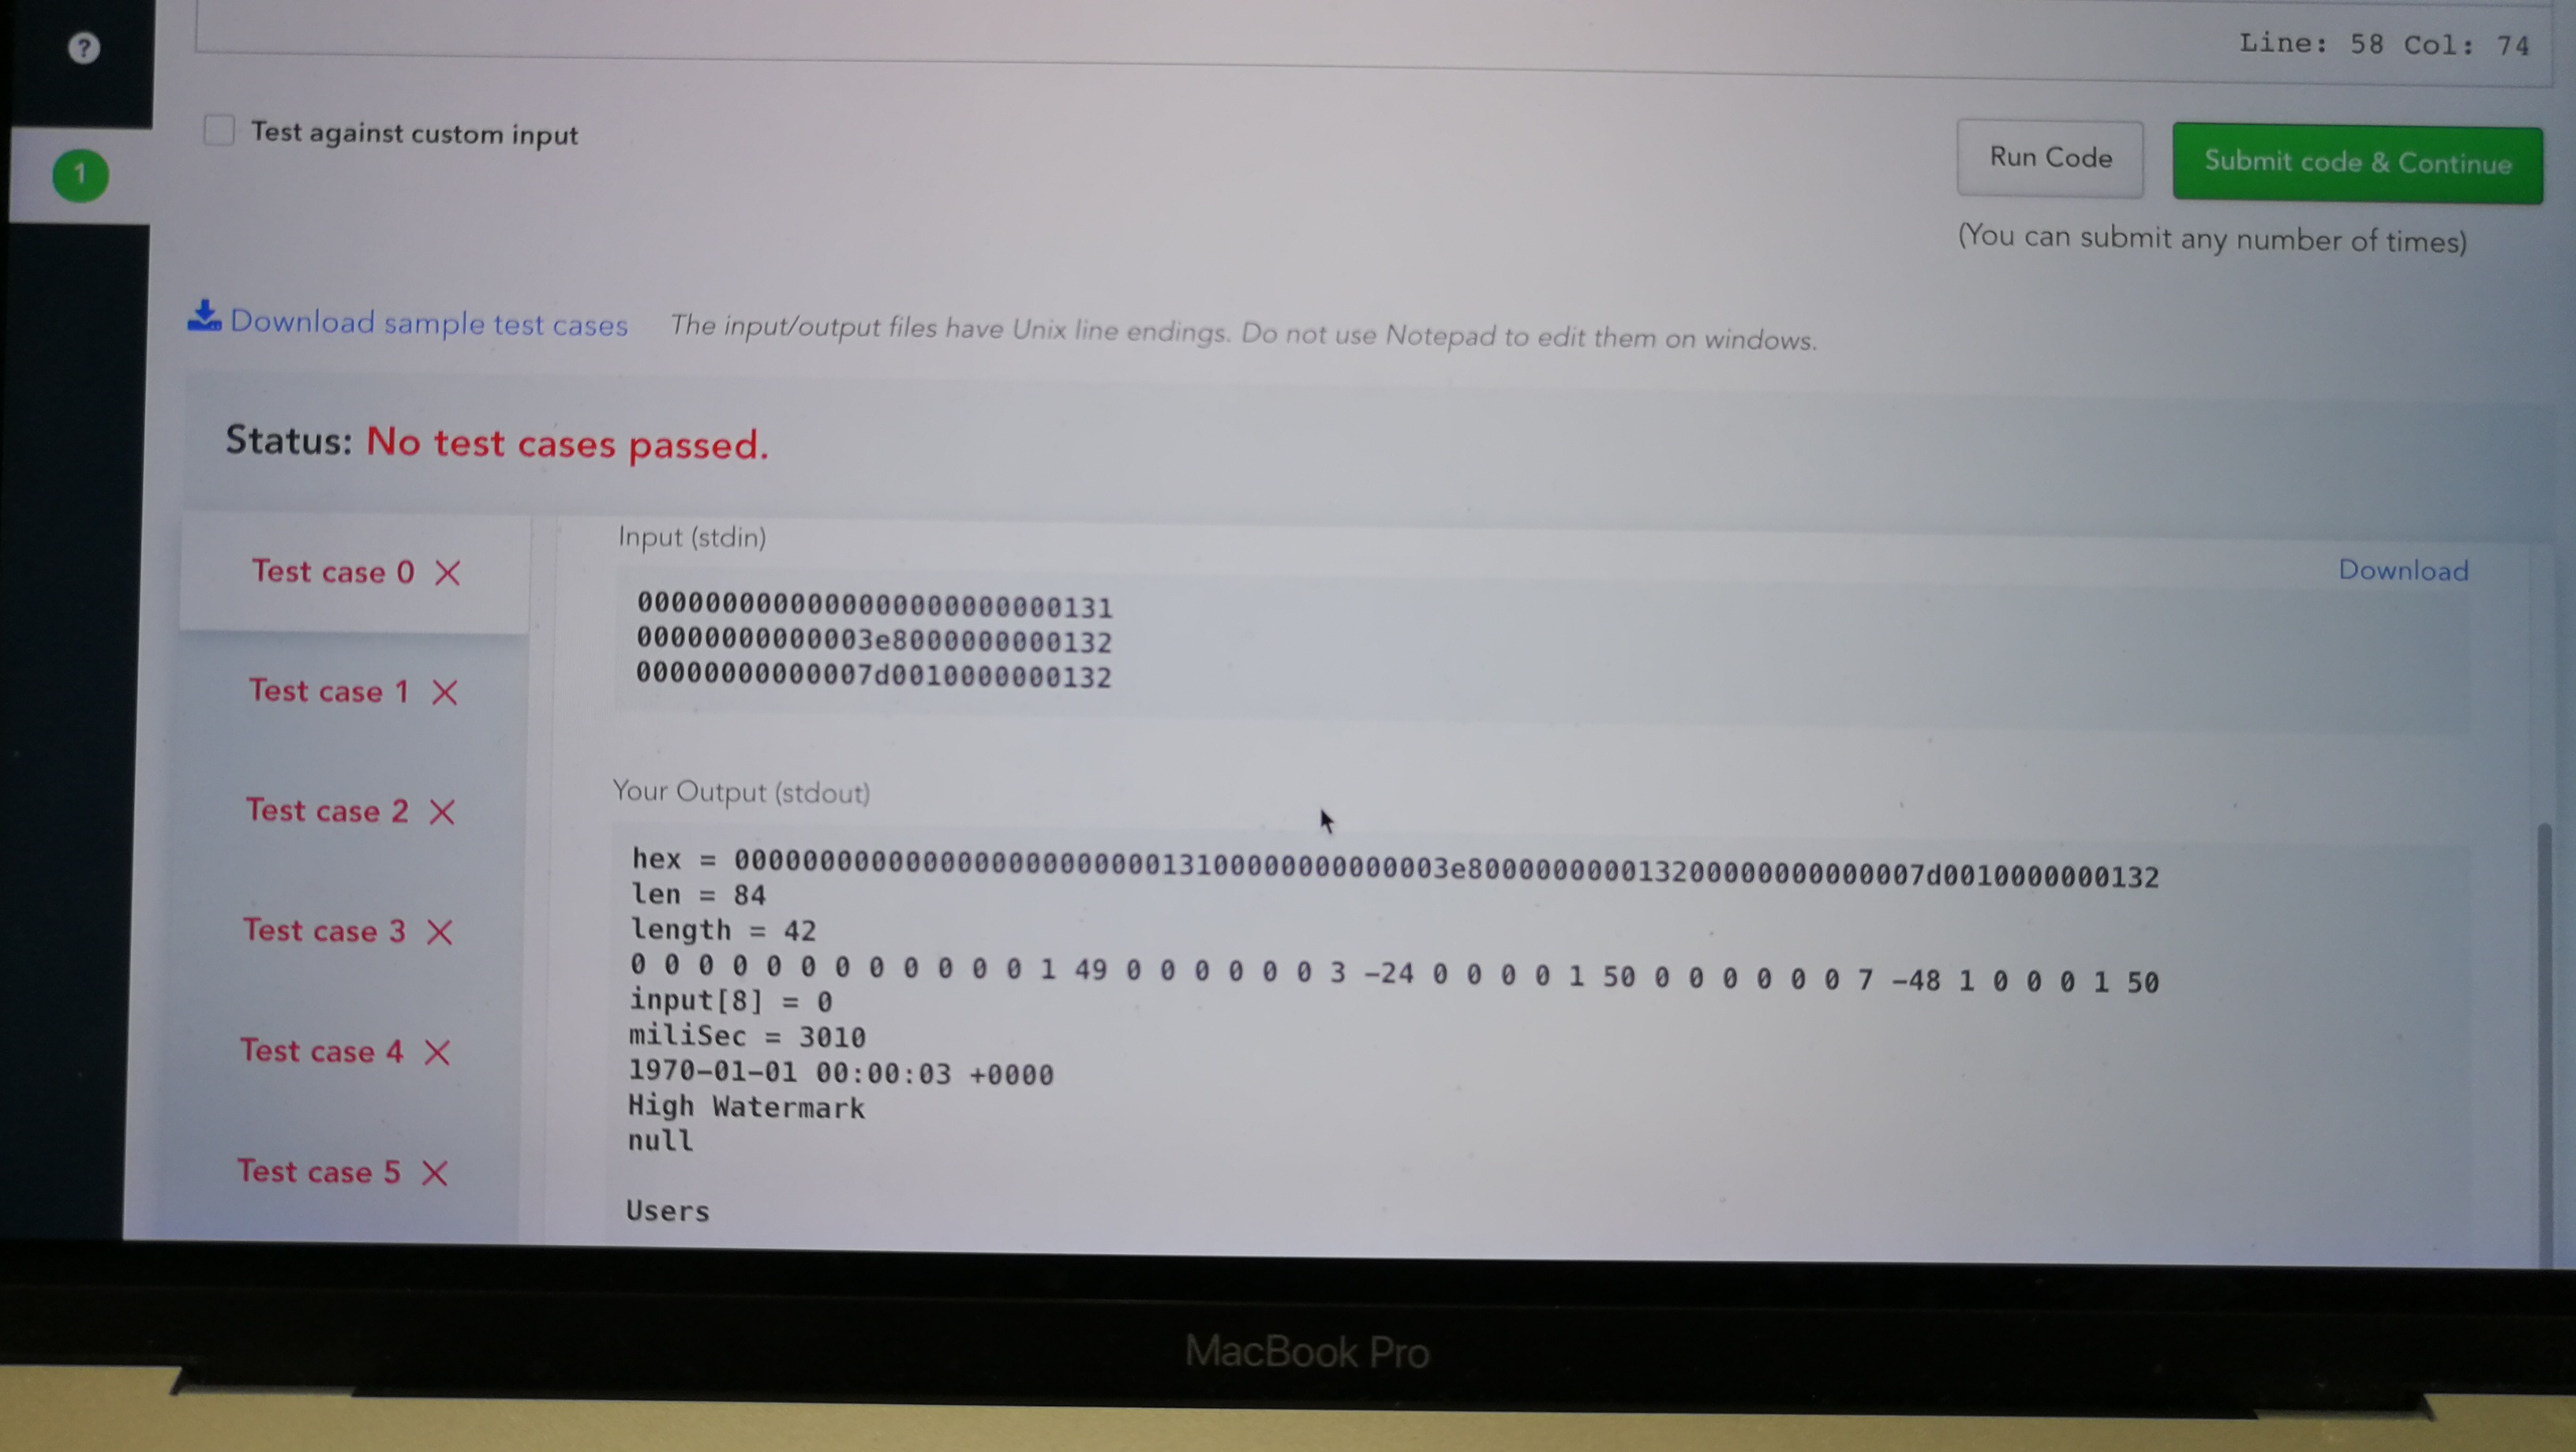 ?
Line: 58 Col: 74
Test against custom input
Run Code
Submit code & Continue
1
(You can submit any number of times)
Download sample test cases
The input/output files have Unix line endings. Do not use Notepad to edit them on windows.
Status: No test cases passed.
Test case 0
Test case 1
Test case 2
Test case 3
Test case 4
Test case 5
Input (stdin)
Download
0000000000000000000000000131
00000000000003e8000000000132
00000000000007d0010000000132
Your Output (stdout)
hex = 000000000000000000000000013100000000000003e800000000013200000000000007d0010000000132
len = 84
length = 42
0 0 0 0 0 0 0 0 0 0 0 0 1 49 0 0 0 0 0 0 3 -24 0 0 0 0 1 50 0 0 0 0 0 0 7 -48 1 0 0 0 1 50
input[8] = 0
miliSec = 3010
1970-01-01 00:00:03 +0000
High Watermark
null
Users
MacBook Pro